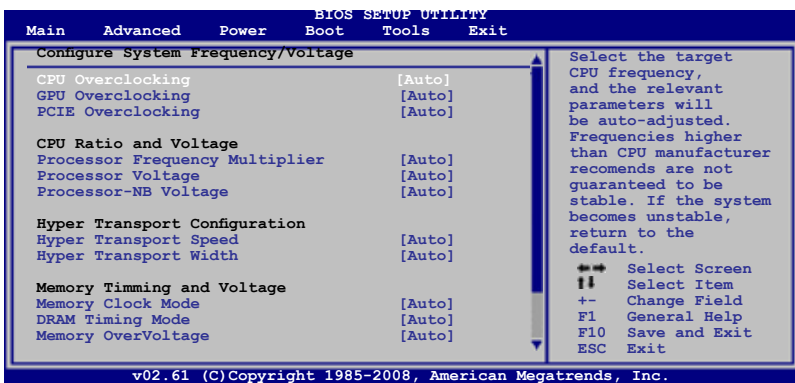 BIOS SETUP UTILITY
Main Advanced Power Boot Tools Exit
Configure System Frequency/Voltage
CPU Overclocking [Auto]
GPU Overclocking [Auto]
PCIE Overclocking [Auto]
CPU Ratio and Voltage
Processor Frequency Multiplier [Auto]
Processor Voltage [Auto]
Processor-NB Voltage [Auto]
Hyper Transport Configuration
Hyper Transport Speed [Auto]
Hyper Transport Width [Auto]
Memory Timming and Voltage
Memory Clock Mode [Auto]
DRAM Timing Mode [Auto]
Memory OverVoltage [Auto]
Select the target
CPU frequency,
and the relevant
parameters will
be auto-adjusted.
Frequencies higher
than CPU manufacturer
recomends are not
guaranteed to be
stable. If the system
becomes unstable,
return to the
default.
Select Screen
Select Item
+- Change Field
F1 General Help
F10 Save and Exit
ESC Exit
v02.61 (C)Copyright 1985-2008, American Megatrends, Inc.